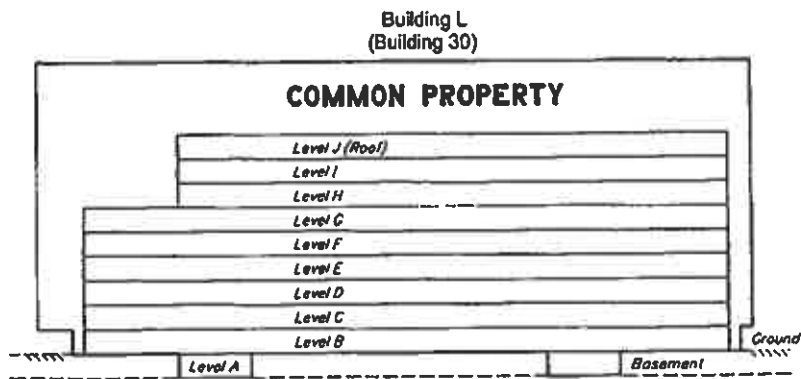 Building L
(Building 30)
COMMON PROPERTY
Level J (Roof)
Level I
Level H
Level G
Level F
Level E
Level D
Level C
Level B
Ground
Level A
Basement